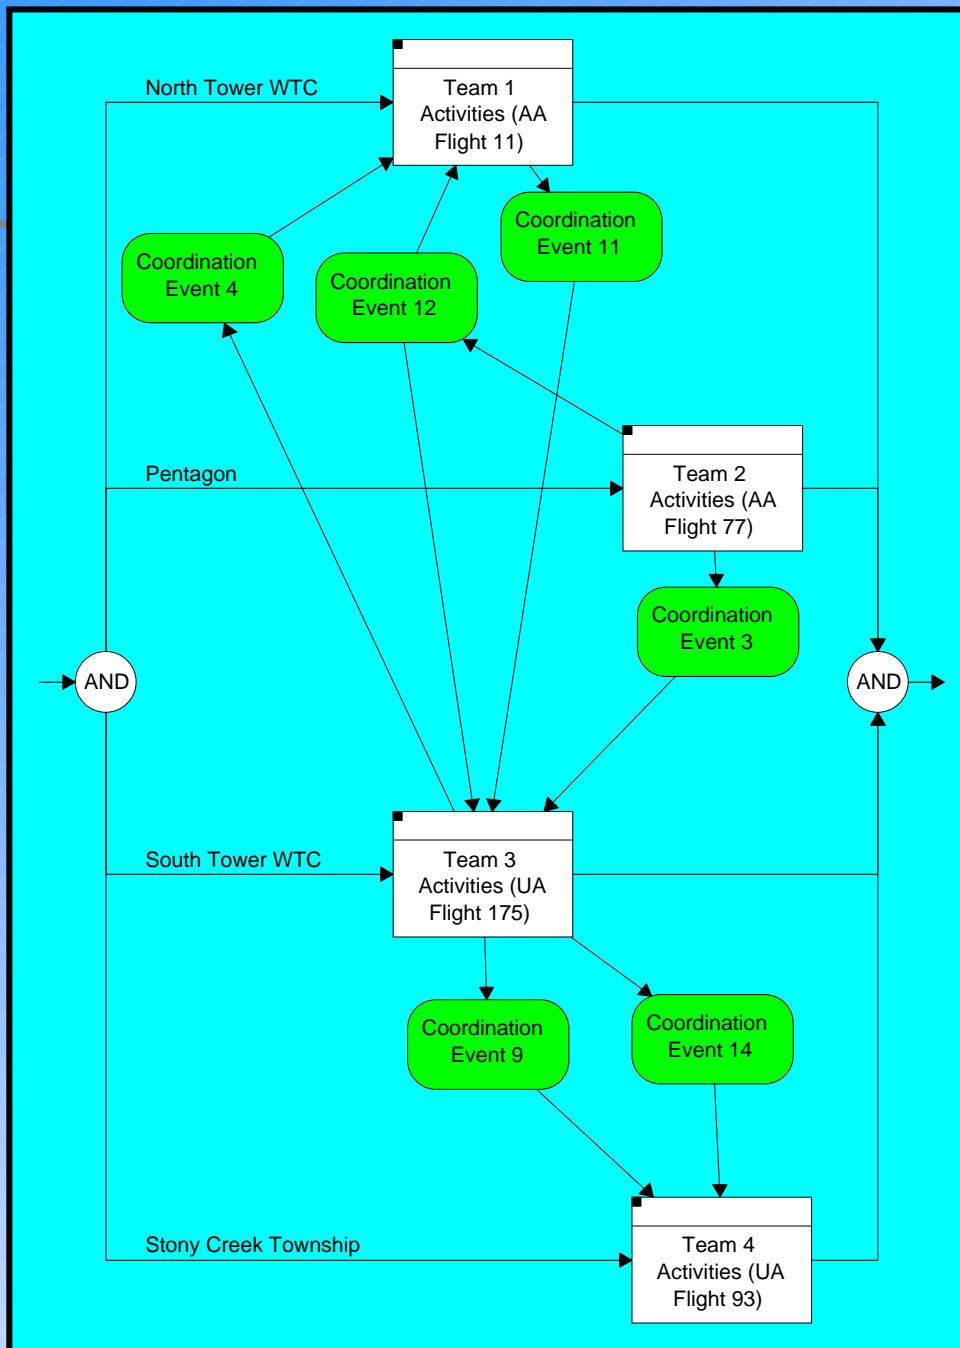 North Tower WTC
Team 1
Activities (AA
Flight 11)
Coordination
Event 11
Coordination
Event 4
Coordination
Event 12
Pentagon
Team 2
Activities (AA
Flight 77)
Coordination
Event 3
AND
AND
South Tower WTC
Team 3
Activities (UA
Flight 175)
Coordination
Event 9
Coordination
Event 14
Stony Creek Township
Team 4
Activities (UA
Flight 93)